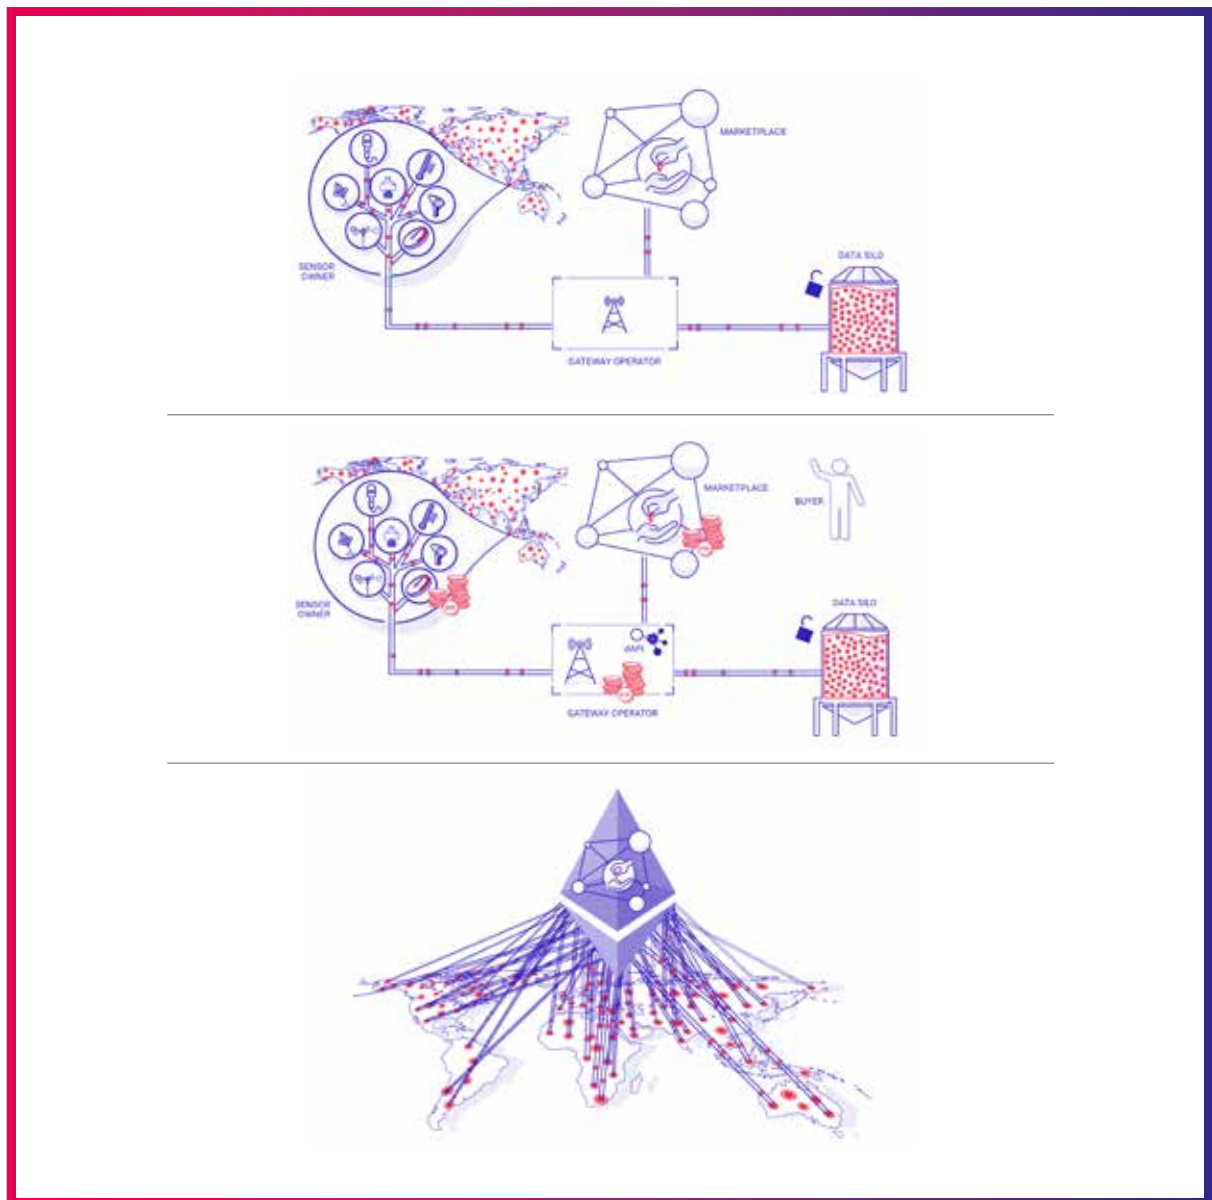 MARKETPLACE
SENSOR
OWNER
DATA SILO
GATEWAY OPERATOR
MARKETPLACE
BUYER
SENSOR
OWNER
DATA SILO
dAPI
GATEWAY OPERATOR